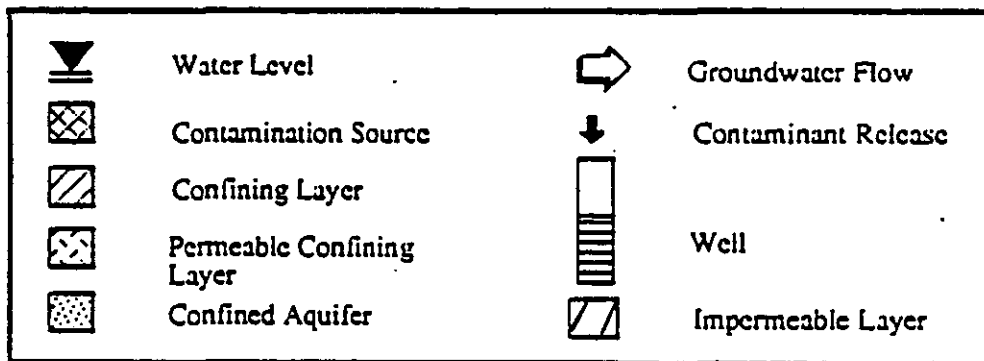 Water Level
Contamination Source
Confining Layer
Permeable Confining
Layer
Confined Aquifer
Groundwater Flow
Contaminant Release
Well
Impermeable Layer